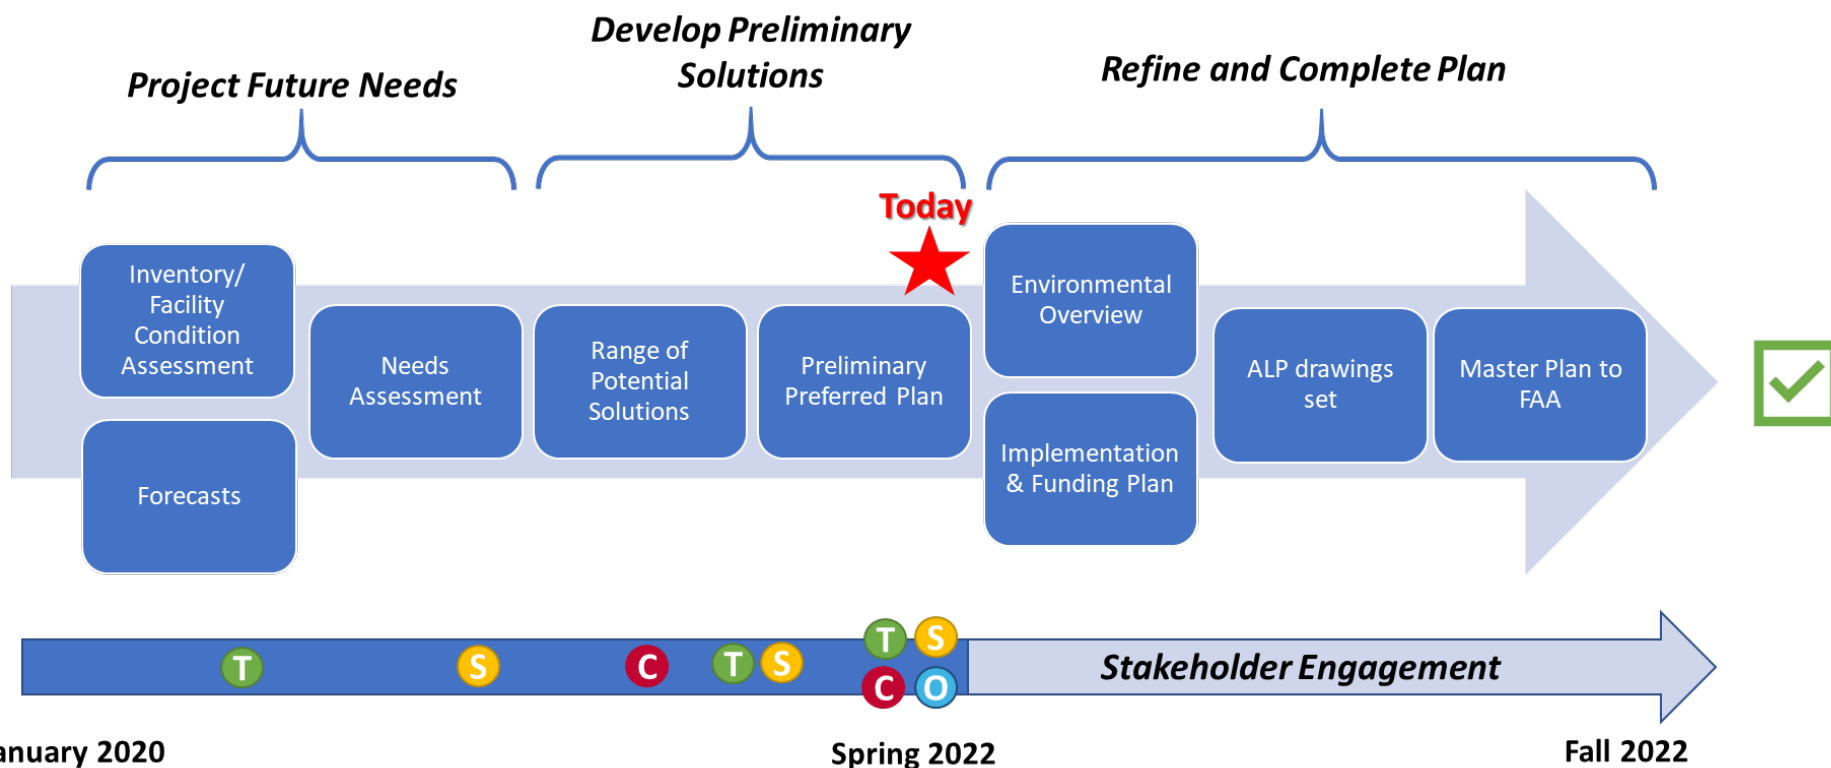 Project Future Needs
Develop Preliminary
Solutions
Refine and Complete Plan
Today
Inventory/
Facility
Condition
Assessment
Forecasts
Needs
Assessment
Range of
Potential
Solutions
Preliminary
Preferred Plan
Environmental
Overview
Implementation
& Funding Plan
ALP drawings
set
Master Plan to
FAA
T
S
C
T
S
T
S
C
O
Stakeholder Engagement
anuary 2020
Spring 2022
Fall 2022